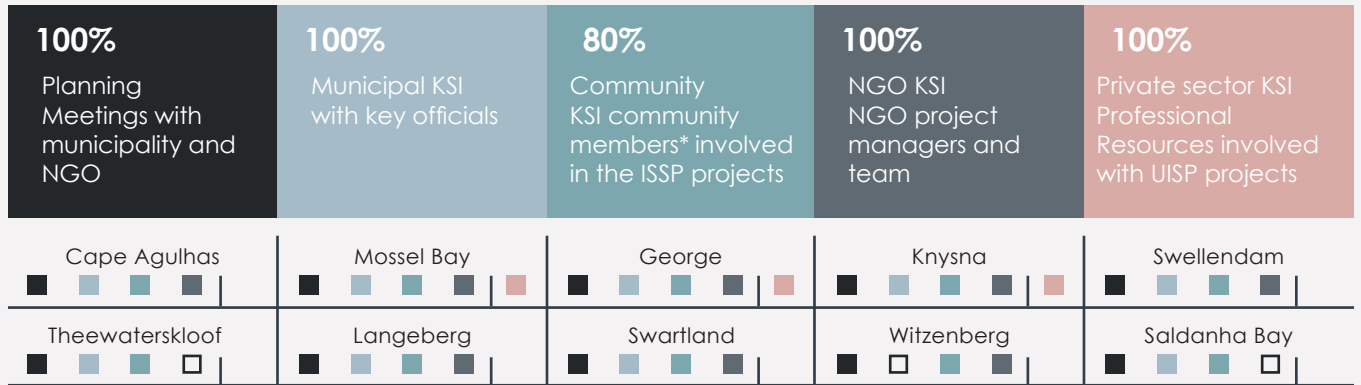 100%
Planning
Meetings with
municipality and
NGO
100%
Municipal KSI
with key officials
80%
Community
KSI community
members* involved
in the ISSP projects
100%
NGO KSI
NGO project
managers and
team
100%
Private sector KSI
Professional
Resources involved
with UISP projects
Cape Agulhas
Mossel Bay
George
Knysna
Swellendam
Theewaterskloof
Langeberg
Swartland
Witzenberg
Saldanha Bay